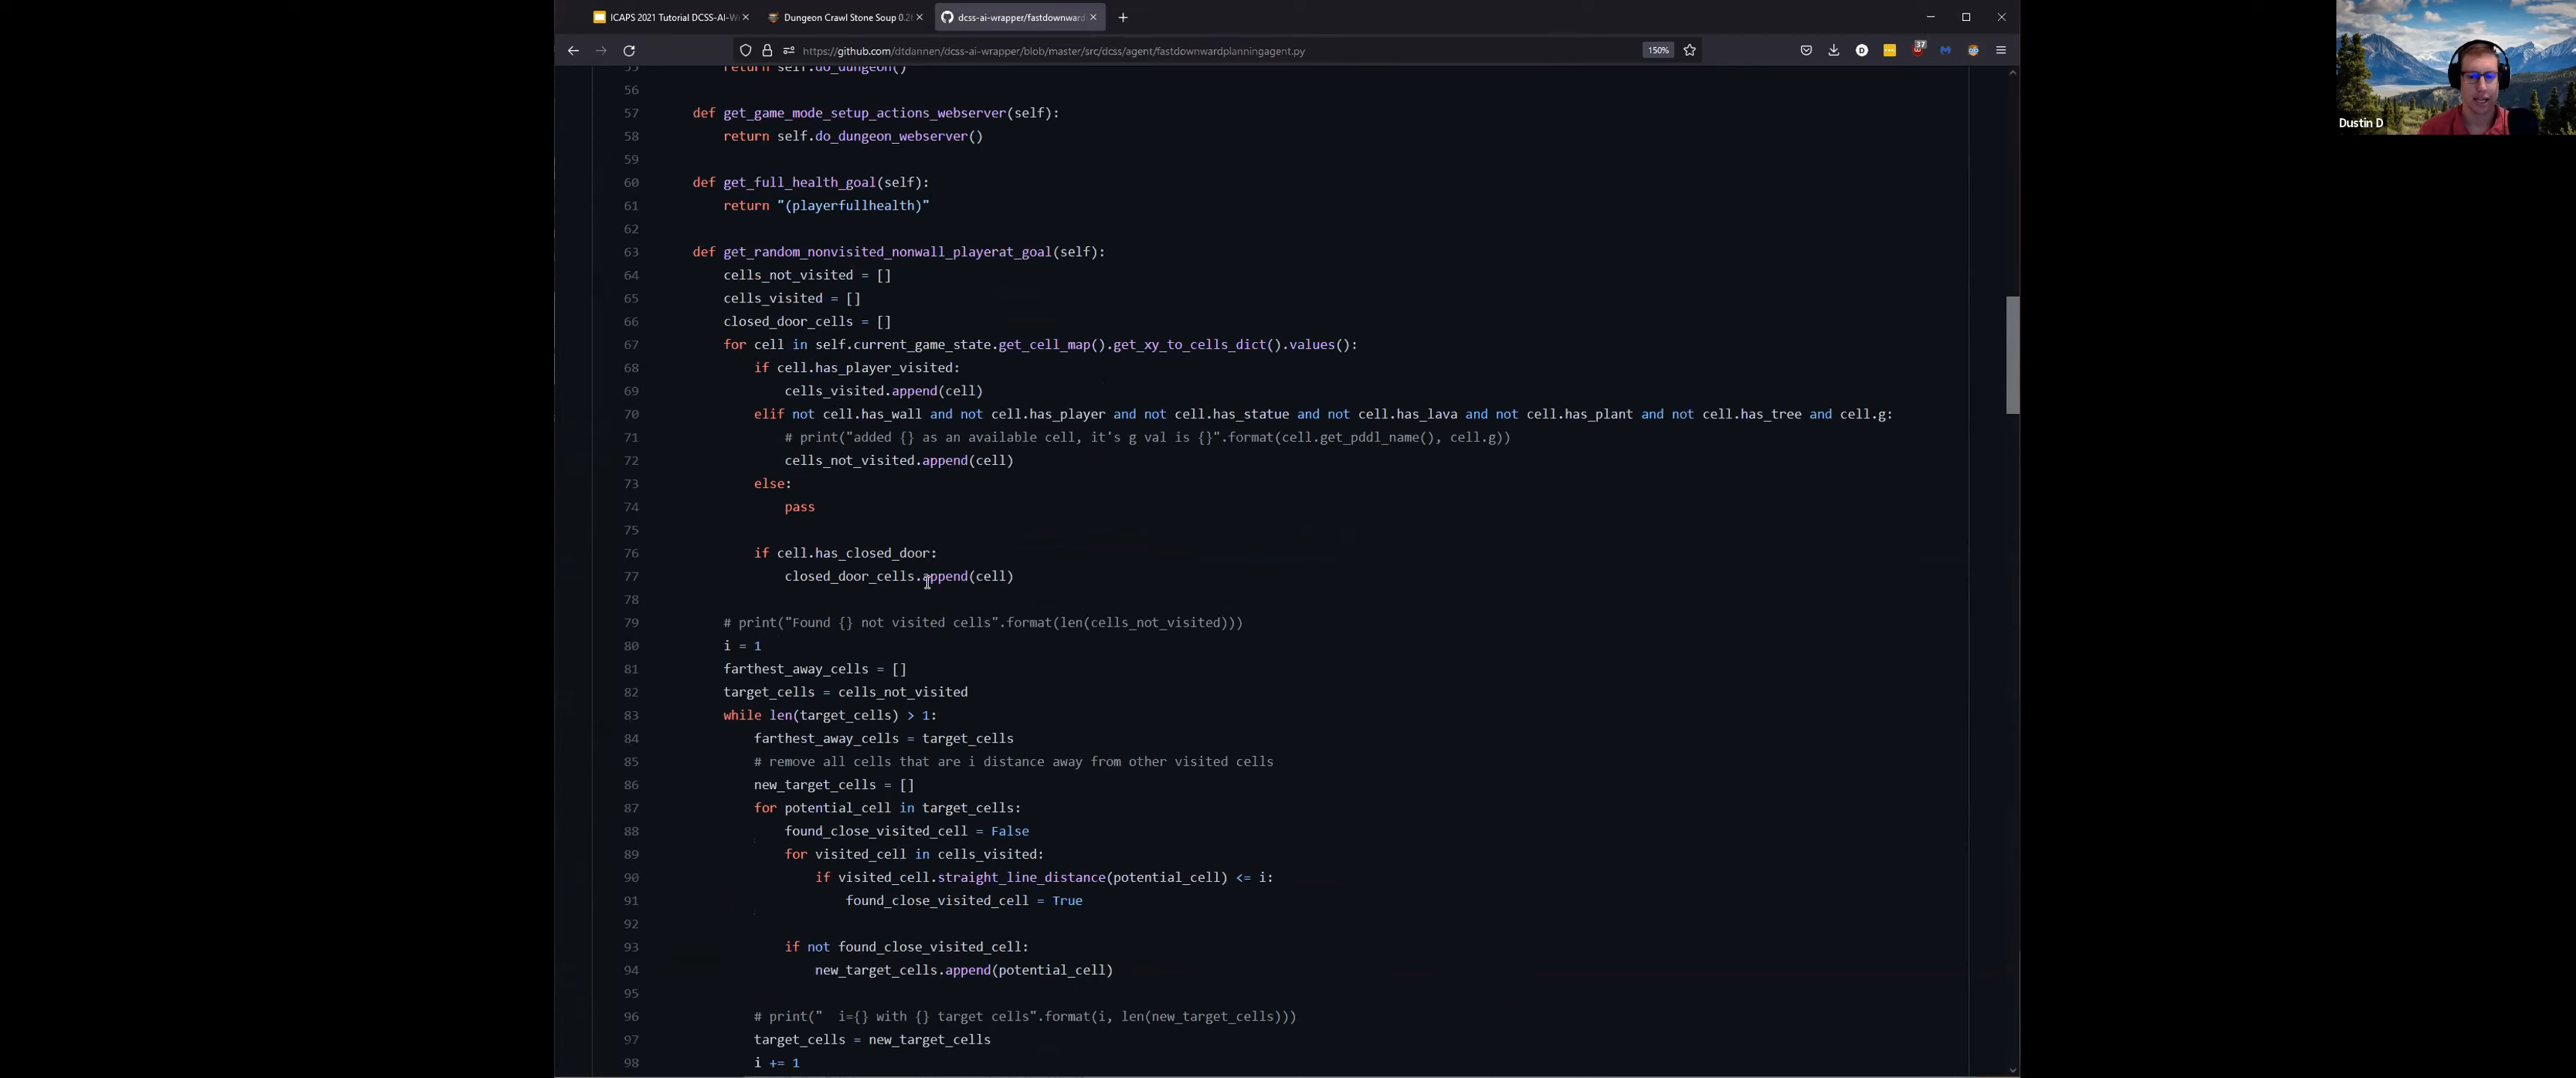 ICAPS 2021 Tutorial DCSS-AI-W
Dungeon Crawl Stone Soup 0.26
dcss-ai-wrapper/fastdownward
https://github.com/dtdannen/dcss-ai-wrapper/blob/master/src/dcss/agent/fastdownwardplanningagent.py
150%
37
Dustin D
55 return self.do_dungeon()
56
57 def get_game_mode_setup_actions_webserver(self):
58 return self.do_dungeon_webserver()
59
60 def get_full_health_goal(self):
61 return "(playerfullhealth)"
62
63 def get_random_nonvisited_nonwall_playerat_goal(self):
64 cells_not_visited = []
65 cells_visited = []
66 closed_door_cells = []
67 for cell in self.current_game_state.get_cell_map().get_xy_to_cells_dict().values():
68 if cell.has_player_visited:
69 cells_visited.append(cell)
70 elif not cell.has_wall and not cell.has_player and not cell.has_statue and not cell.has_lava and not cell.has_plant and not cell.has_tree and cell.g:
71 # print("added {} as an available cell, it's g val is {}".format(cell.get_pddl_name(), cell.g))
72 cells_not_visited.append(cell)
73 else:
74 pass
75
76 if cell.has_closed_door:
77 closed_door_cells.append(cell)
78
79 # print("Found {} not visited cells".format(len(cells_not_visited)))
80 i = 1
81 farthest_away_cells = []
82 target_cells = cells_not_visited
83 while len(target_cells) > 1:
84 farthest_away_cells = target_cells
85 # remove all cells that are i distance away from other visited cells
86 new_target_cells = []
87 for potential_cell in target_cells:
88 found_close_visited_cell = False
89 for visited_cell in cells_visited:
90 if visited_cell.straight_line_distance(potential_cell) <= i:
91 found_close_visited_cell = True
92
93 if not found_close_visited_cell:
94 new_target_cells.append(potential_cell)
95
96 # print("  i={} with {} target cells".format(i, len(new_target_cells)))
97 target_cells = new_target_cells
98 i += 1